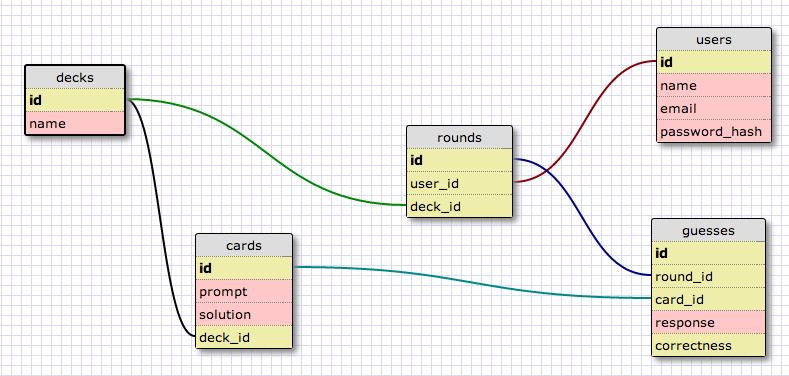 decks
id
name
cards
id
prompt
solution
deck_id
rounds
id
user_id
deck_id
users
id
name
email
password_hash
guesses
id
round_id
card_id
response
correctness